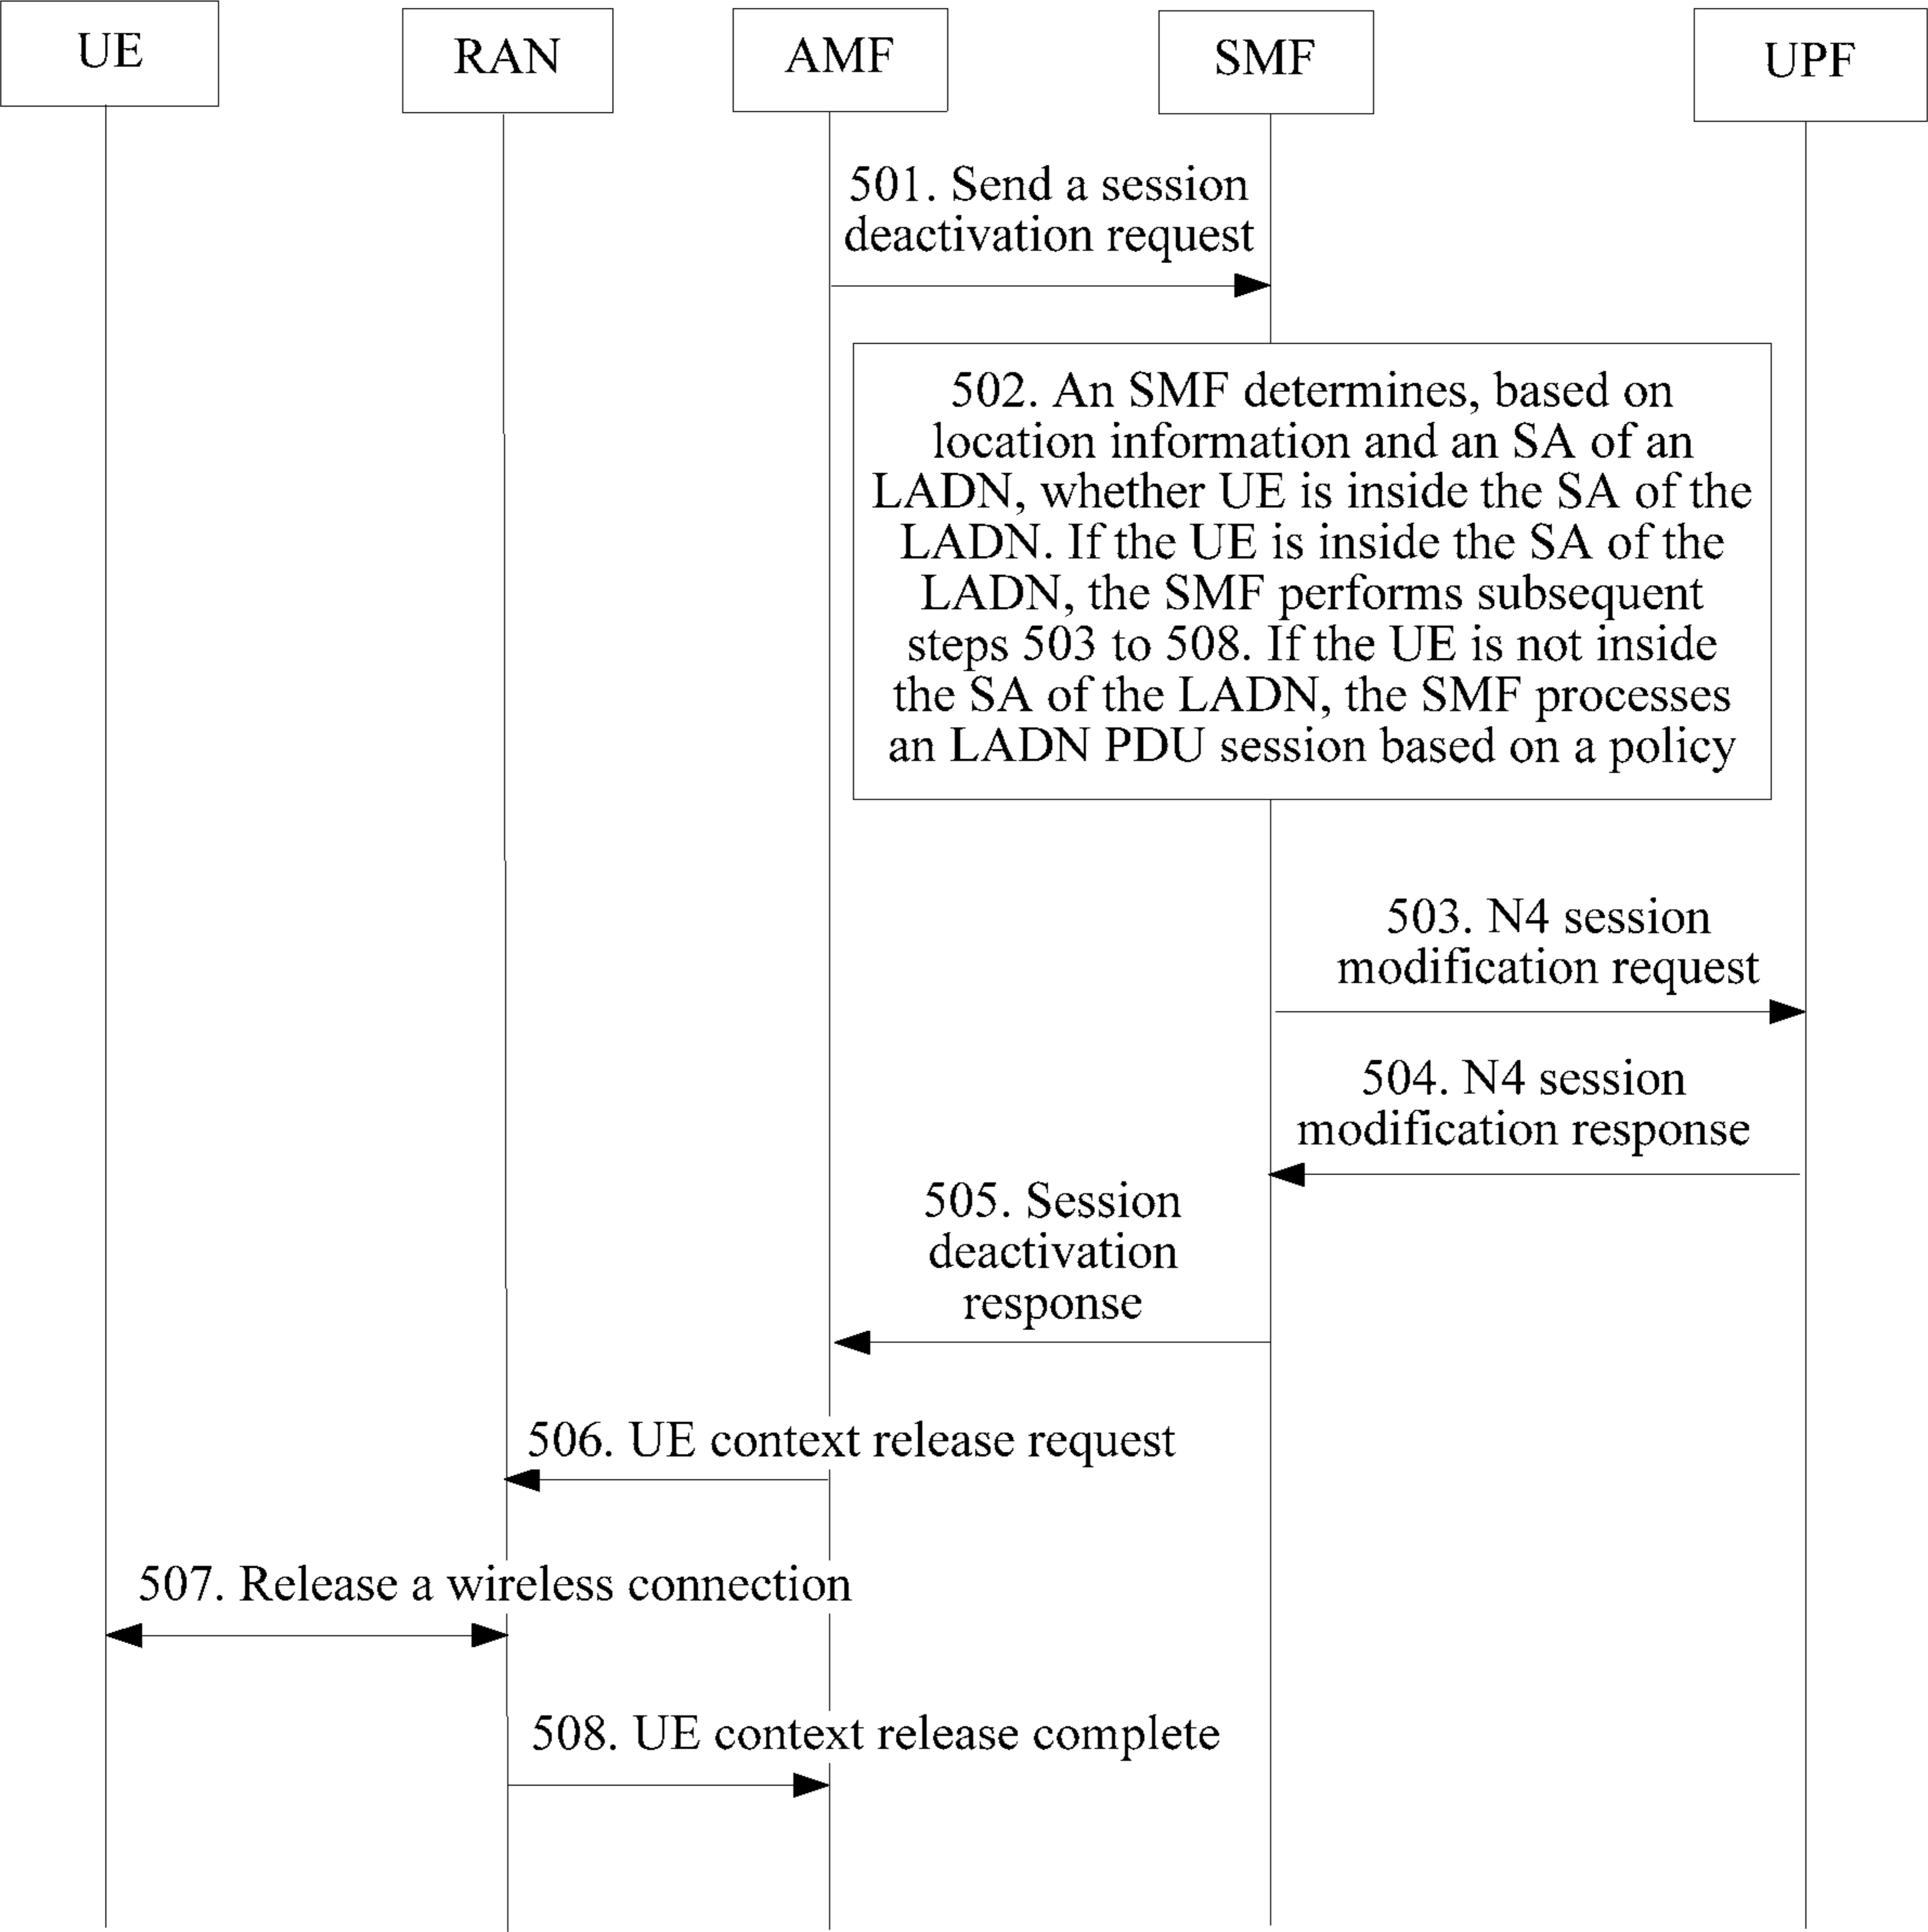 UE
RAN
AMF
SMF
UPF
501. Send a session
deactivation request
502. An SMF determines, based on
location information and an SA of an
LADN, whether UE is inside the SA of the
LADN. If the UE is inside the SA of the
LADN, the SMF performs subsequent
steps 503 to 508. If the UE is not inside
the SA of the LADN, the SMF processes
an LADN PDU session based on a policy
503. N4 session
modification request
504. N4 session
modification response
505. Session
deactivation
response
506. UE context release request
507. Release a wireless connection
508. UE context release complete